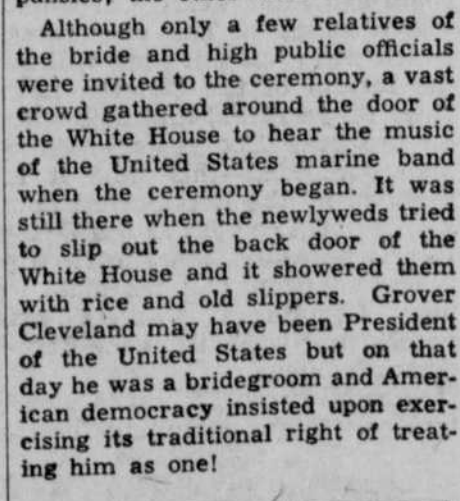 Although only a few relatives of
the bride and high public officials
were invited to the ceremony, a vast
crowd gathered around the door of
the White House to hear the music
of the United States marine band
when the ceremony began. It was
still there when the newlyweds tried
to slip out the back door of the
White House and it showered them
with rice and old slippers. Grover
Cleveland may have been President
of the United States but on that
day he was a bridegroom and Amer-
ican democracy insisted upon exer-
cising its traditional right of treat-
ing him as one!